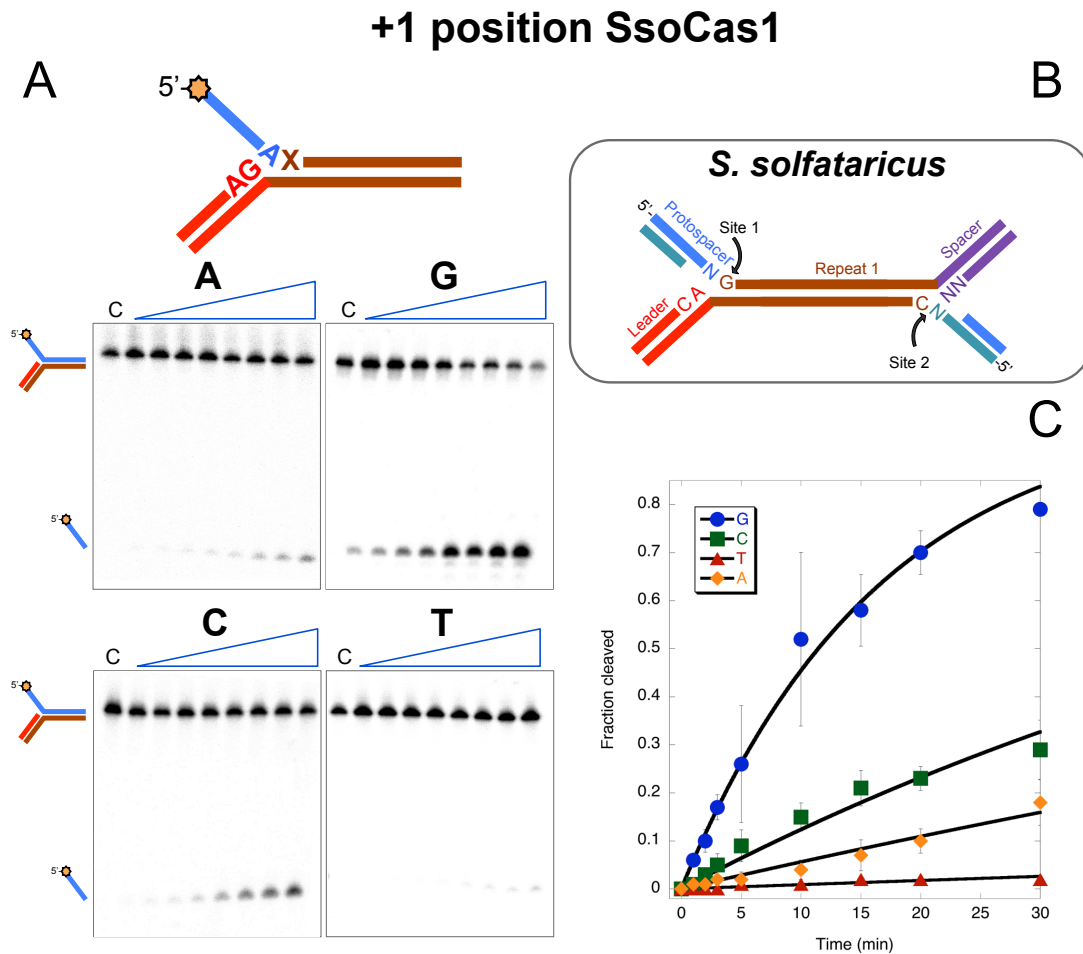 +1 position SsoCas1
A
5'-
A X
AG
A
G
C
C
5'-
5'-
C
T
C
C
5'-
5'-
B
S. solfataricus
5'-
Protospacer
Site 1
Spacer
N
G
Repeat 1
NN
Leader
C A
C N
Site 2
-5'
C
Fraction cleaved
0.8
0.7
0.6
0.5
0.4
0.3
0.2
0.1
0
G
C
T
A
0
5
10
15
20
25
30
Time (min)